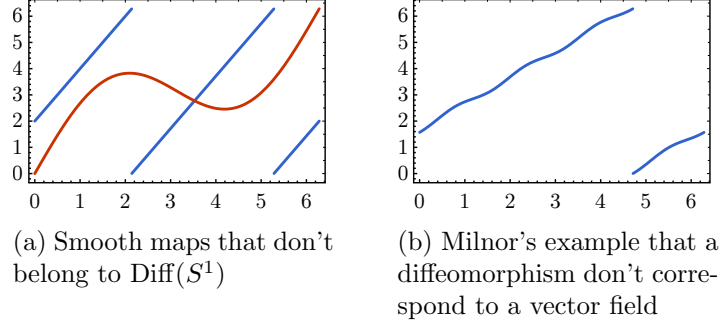 6
5
4
3
2
1
0
0 1 2 3 4 5 6
(a) Smooth maps that don't
belong to Diff(S¹)
6
5
4
3
2
1
0
0 1 2 3 4 5 6
(b) Milnor's example that a
diffeomorphism don't corre-
spond to a vector field